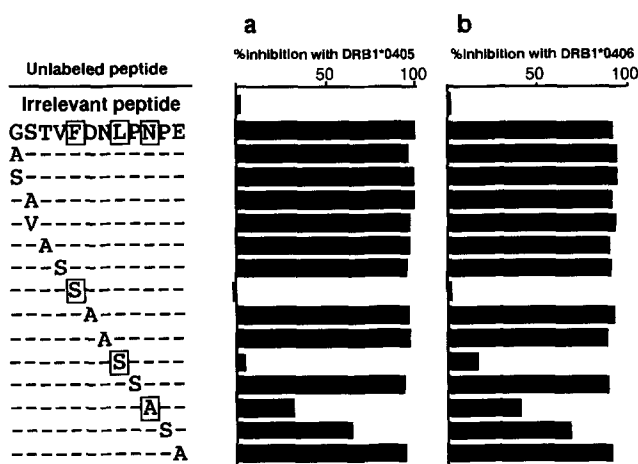 a
b
Unlabeled peptide
%inhibition with DRB1*0405
%inhibition with DRB1*0406
50 100
50 100
Irrelevant peptide
GSTVFDNLPNPE
A-----------
S-----------
-A----------
-V----------
--A---------
---S--------
----S-------
-----A------
------A-----
-------S----
--------S---
---------A--
----------S-
-----------A